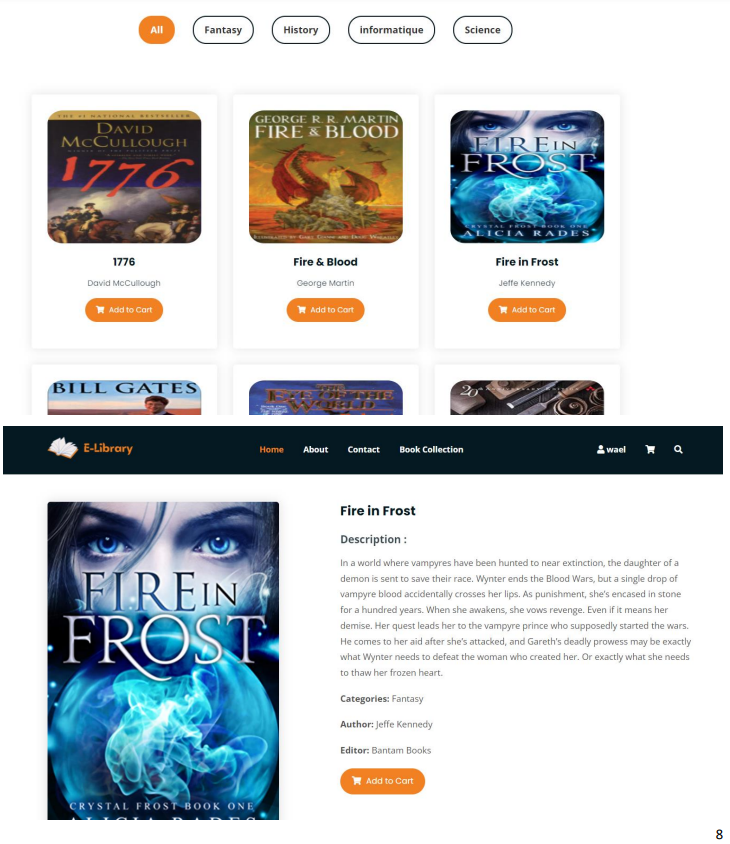 All Fantasy History informatique Science
THE #1 NATIONAL BESTSELLER
DAVID
McCULLOUGH
1776
GEORGE R. R. MARTIN
FIRE & BLOOD
FIRE IN
FROST
CRYSTAL FROST BOOK ONE
ALICIA RADES
1776 Fire & Blood Fire in Frost
David McCullough George Martin Jeffe Kennedy
Add to Cart Add to Cart Add to Cart
BILL GATES
THE
EYE OF THE
WORLD
20
E-Library Home About Contact Book Collection wael
FIRE IN
FROST
CRYSTAL FROST BOOK ONE
ALICIA RADES
Fire in Frost
Description :
In a world where vampyres have been hunted to near extinction, the daughter of a
demon is sent to save their race. Wynter ends the Blood Wars, but a single drop of
vampyre blood accidentally crosses her lips. As punishment, she's encased in stone
for a hundred years. When she awakens, she vows revenge. Even if it means her
demise. Her quest leads her to the vampyre prince who supposedly started the wars.
He comes to her aid after she's attacked, and Gareth's deadly prowess may be exactly
what Wynter needs to defeat the woman who created her. Or exactly what she needs
to thaw her frozen heart.
Categories: Fantasy
Author: Jeffe Kennedy
Editor: Bantam Books
Add to Cart
8